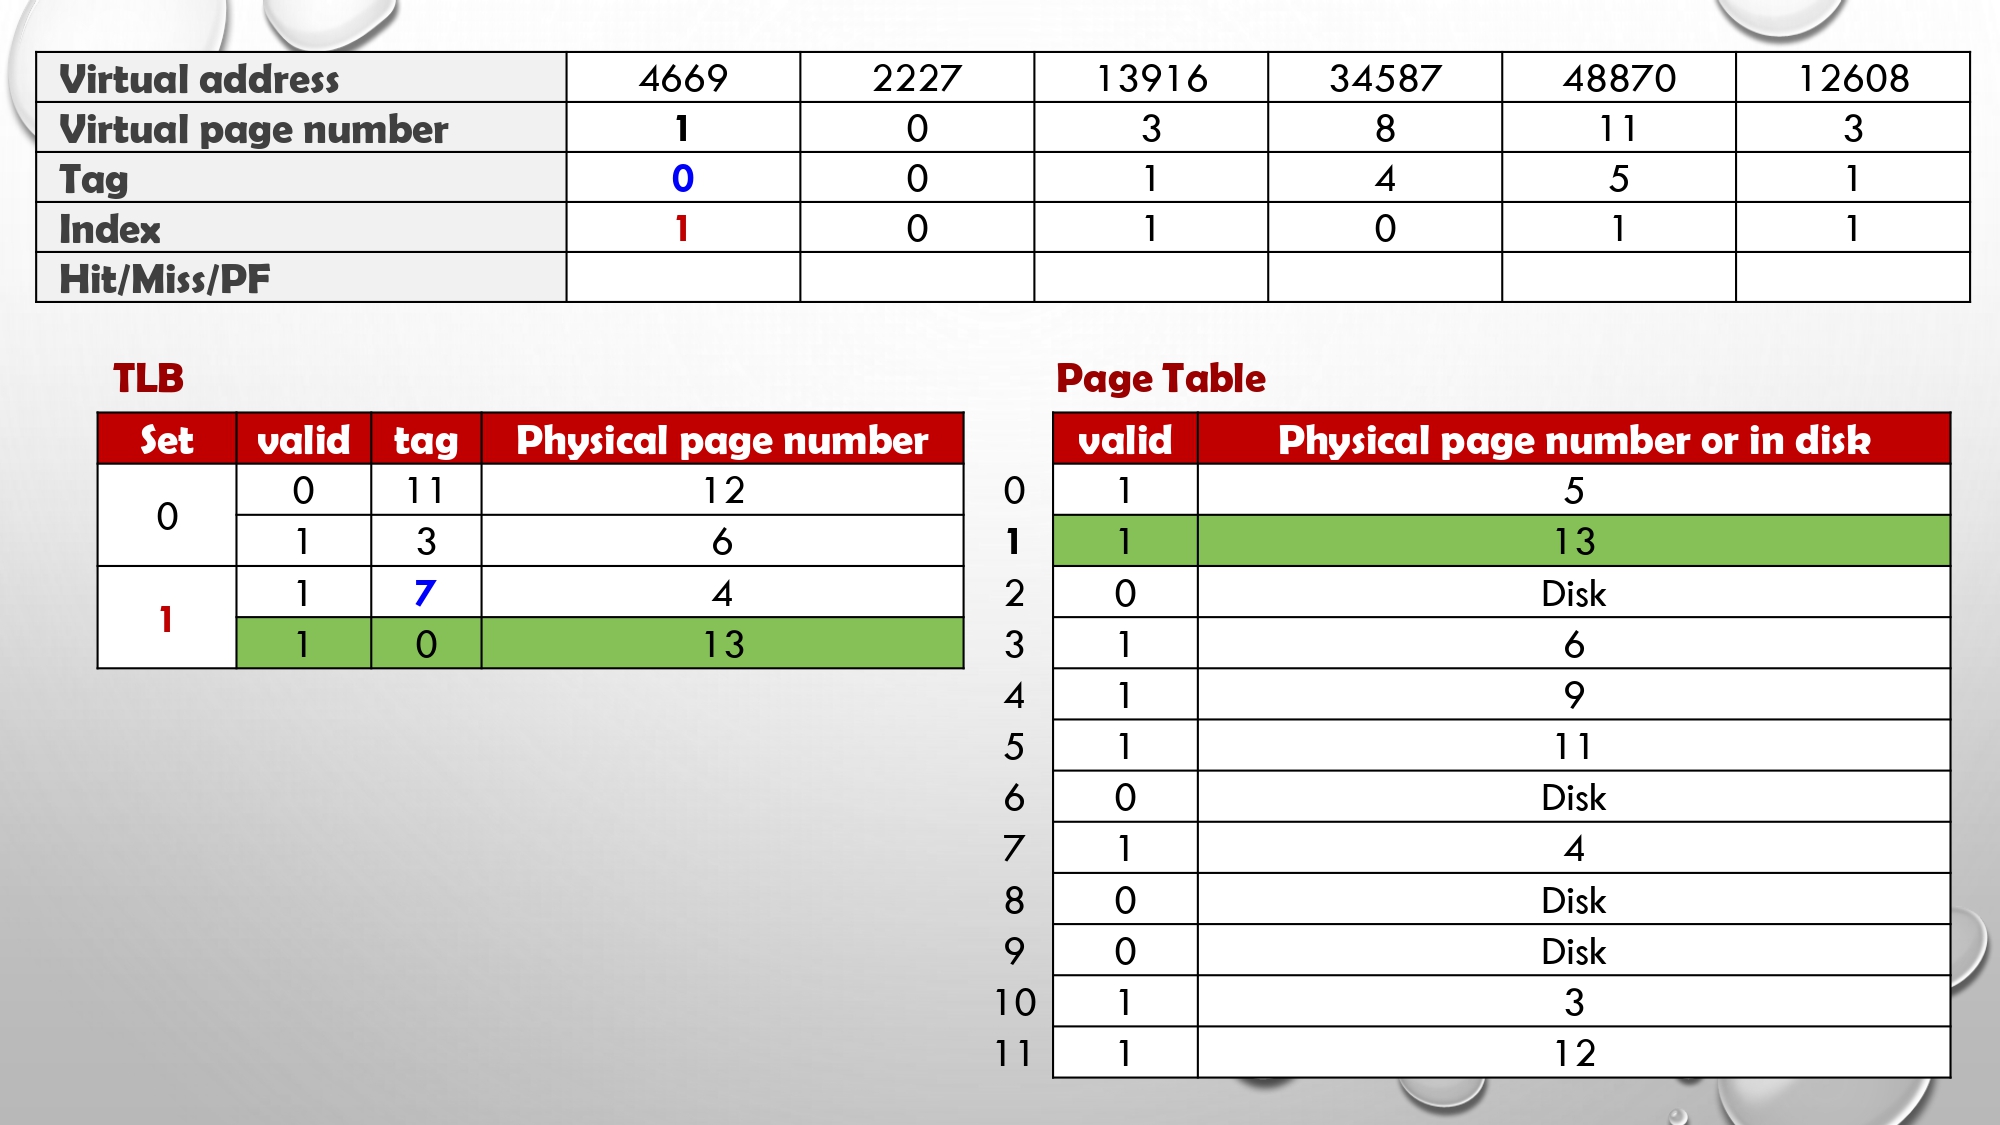 Virtual address 4669 2227 13916 34587 48870 12608
Virtual page number 1 0 3 8 11 3
Tag 0 0 1 4 5 1
Index 1 0 1 0 1 1
Hit/Miss/PF
TLB
Set valid tag Physical page number
0
0 11 12
1 3 6
1
1 7 4
1 0 13
Page Table
valid Physical page number or in disk
0 1 5
1 1 13
2 0 Disk
3 1 6
4 1 9
5 1 11
6 0 Disk
7 1 4
8 0 Disk
9 0 Disk
10 1 3
11 1 12